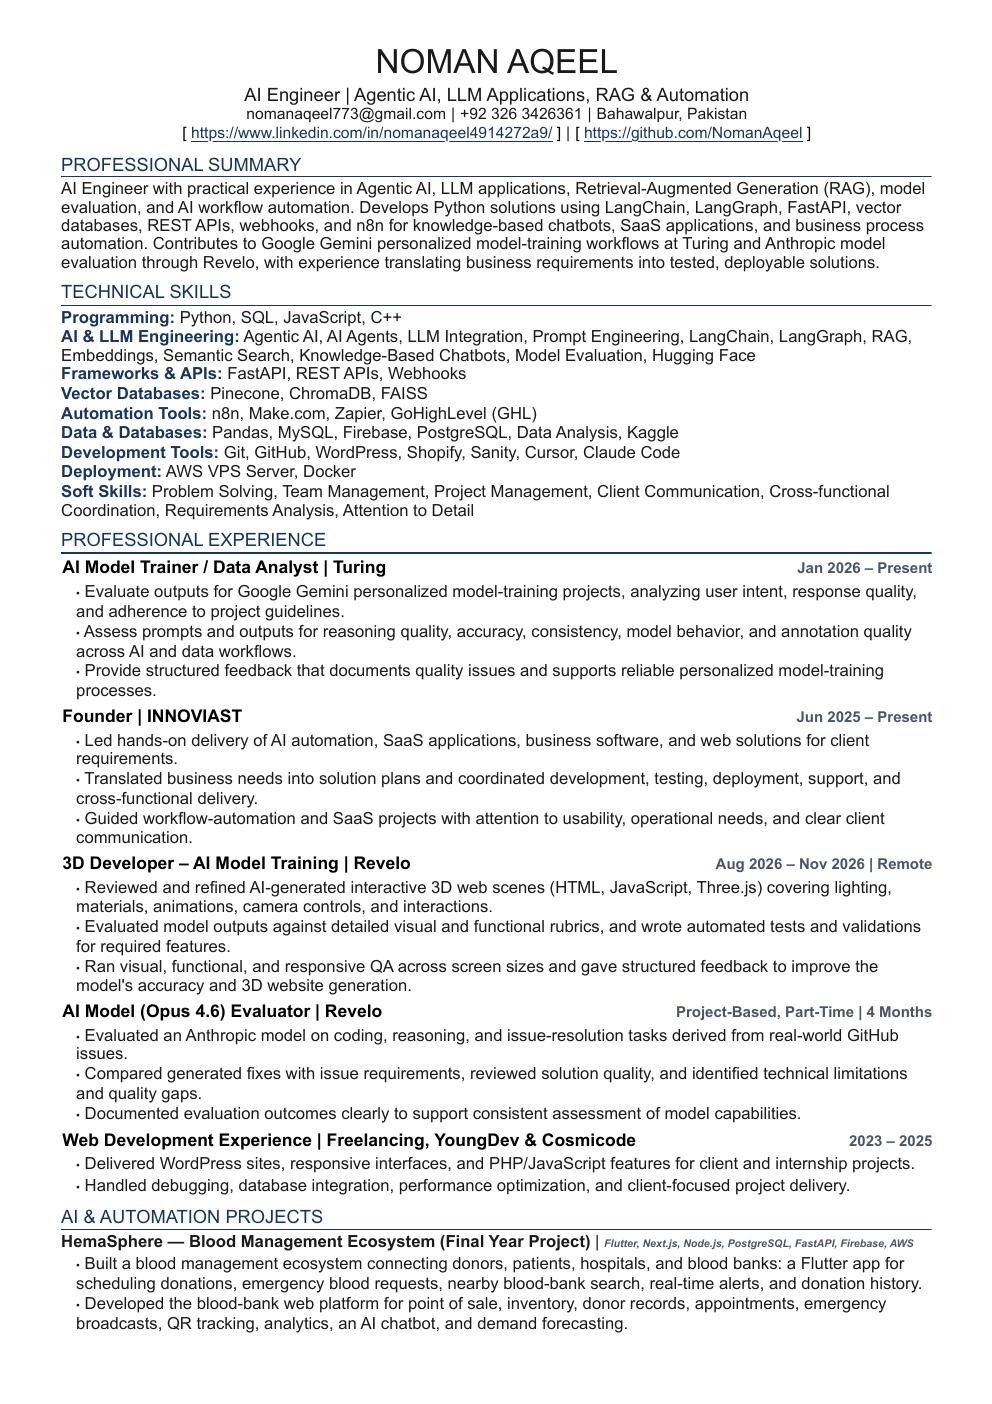 NOMAN AQEEL
AI Engineer | Agentic AI, LLM Applications, RAG & Automation
nomanaqeel773@gmail.com | +92 326 3426361 | Bahawalpur, Pakistan
[ https://www.linkedin.com/in/nomanaqeel4914272a9/ ] | [ https://github.com/NomanAqeel ]
PROFESSIONAL SUMMARY
AI Engineer with practical experience in Agentic AI, LLM applications, Retrieval-Augmented Generation (RAG), model
evaluation, and AI workflow automation. Develops Python solutions using LangChain, LangGraph, FastAPI, vector
databases, REST APIs, webhooks, and n8n for knowledge-based chatbots, SaaS applications, and business process
automation. Contributes to Google Gemini personalized model-training workflows at Turing and Anthropic model
evaluation through Revelo, with experience translating business requirements into tested, deployable solutions.
TECHNICAL SKILLS
Programming: Python, SQL, JavaScript, C++
AI & LLM Engineering: Agentic AI, AI Agents, LLM Integration, Prompt Engineering, LangChain, LangGraph, RAG,
Embeddings, Semantic Search, Knowledge-Based Chatbots, Model Evaluation, Hugging Face
Frameworks & APIs: FastAPI, REST APIs, Webhooks
Vector Databases: Pinecone, ChromaDB, FAISS
Automation Tools: n8n, Make.com, Zapier, GoHighLevel (GHL)
Data & Databases: Pandas, MySQL, Firebase, PostgreSQL, Data Analysis, Kaggle
Development Tools: Git, GitHub, WordPress, Shopify, Sanity, Cursor, Claude Code
Deployment: AWS VPS Server, Docker
Soft Skills: Problem Solving, Team Management, Project Management, Client Communication, Cross-functional
Coordination, Requirements Analysis, Attention to Detail
PROFESSIONAL EXPERIENCE
AI Model Trainer / Data Analyst | Turing Jan 2026 – Present
· Evaluate outputs for Google Gemini personalized model-training projects, analyzing user intent, response quality,
and adherence to project guidelines.
· Assess prompts and outputs for reasoning quality, accuracy, consistency, model behavior, and annotation quality
across AI and data workflows.
· Provide structured feedback that documents quality issues and supports reliable personalized model-training
processes.
Founder | INNOVIAST Jun 2025 – Present
· Led hands-on delivery of AI automation, SaaS applications, business software, and web solutions for client
requirements.
· Translated business needs into solution plans and coordinated development, testing, deployment, support, and
cross-functional delivery.
· Guided workflow-automation and SaaS projects with attention to usability, operational needs, and clear client
communication.
3D Developer – AI Model Training | Revelo Aug 2026 – Nov 2026 | Remote
· Reviewed and refined AI-generated interactive 3D web scenes (HTML, JavaScript, Three.js) covering lighting,
materials, animations, camera controls, and interactions.
· Evaluated model outputs against detailed visual and functional rubrics, and wrote automated tests and validations
for required features.
· Ran visual, functional, and responsive QA across screen sizes and gave structured feedback to improve the
model's accuracy and 3D website generation.
AI Model (Opus 4.6) Evaluator | Revelo Project-Based, Part-Time | 4 Months
· Evaluated an Anthropic model on coding, reasoning, and issue-resolution tasks derived from real-world GitHub
issues.
· Compared generated fixes with issue requirements, reviewed solution quality, and identified technical limitations
and quality gaps.
· Documented evaluation outcomes clearly to support consistent assessment of model capabilities.
Web Development Experience | Freelancing, YoungDev & Cosmicode 2023 – 2025
· Delivered WordPress sites, responsive interfaces, and PHP/JavaScript features for client and internship projects.
· Handled debugging, database integration, performance optimization, and client-focused project delivery.
AI & AUTOMATION PROJECTS
HemaSphere — Blood Management Ecosystem (Final Year Project) | Flutter, Next.js, Node.js, PostgreSQL, FastAPI, Firebase, AWS
· Built a blood management ecosystem connecting donors, patients, hospitals, and blood banks: a Flutter app for
scheduling donations, emergency blood requests, nearby blood-bank search, real-time alerts, and donation history.
· Developed the blood-bank web platform for point of sale, inventory, donor records, appointments, emergency
broadcasts, QR tracking, analytics, an AI chatbot, and demand forecasting.